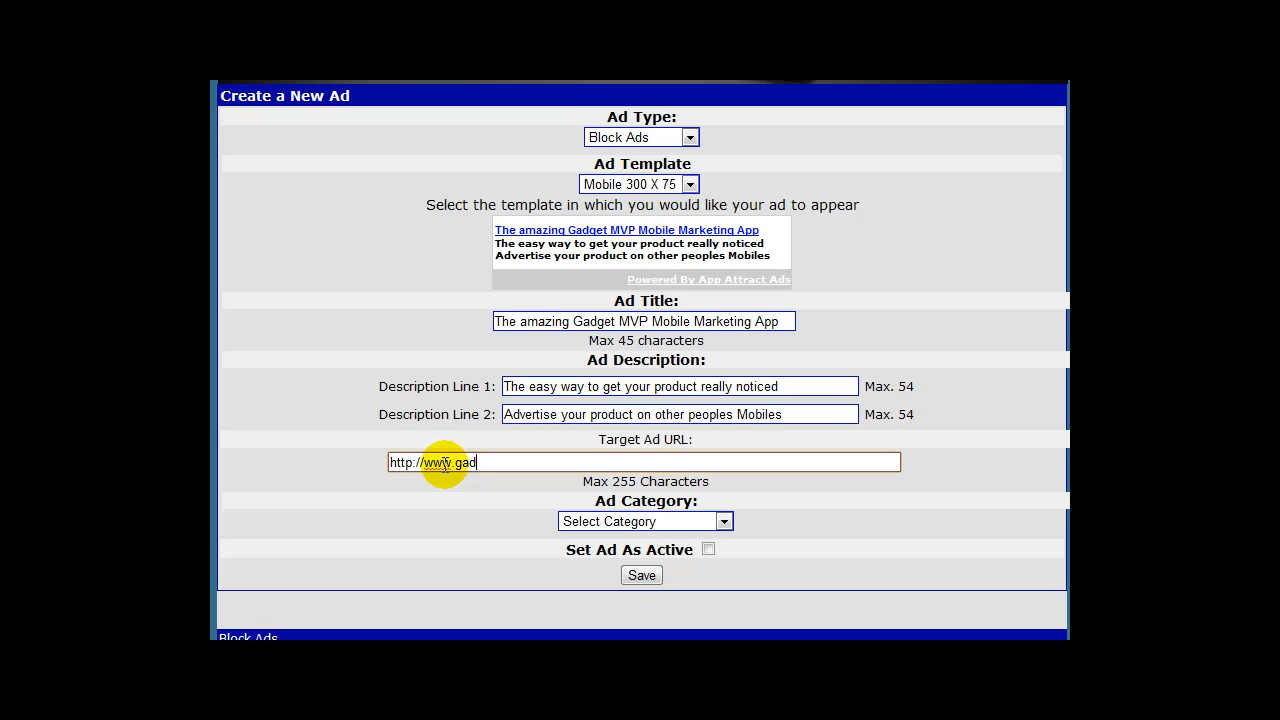 Create a New Ad
Ad Type:
Block Ads
Ad Template
Mobile 300 X 75
Select the template in which you would like your ad to appear
The amazing Gadget MVP Mobile Marketing App
The easy way to get your product really noticed
Advertise your product on other peoples Mobiles
Powered By App Attract Ads
Ad Title:
The amazing Gadget MVP Mobile Marketing App
Max 45 characters
Ad Description:
Description Line 1: The easy way to get your product really noticed Max. 54
Description Line 2: Advertise your product on other peoples Mobiles Max. 54
Target Ad URL:
http://www.gad
Max 255 Characters
Ad Category:
Select Category
Set Ad As Active
Save
Block Ads